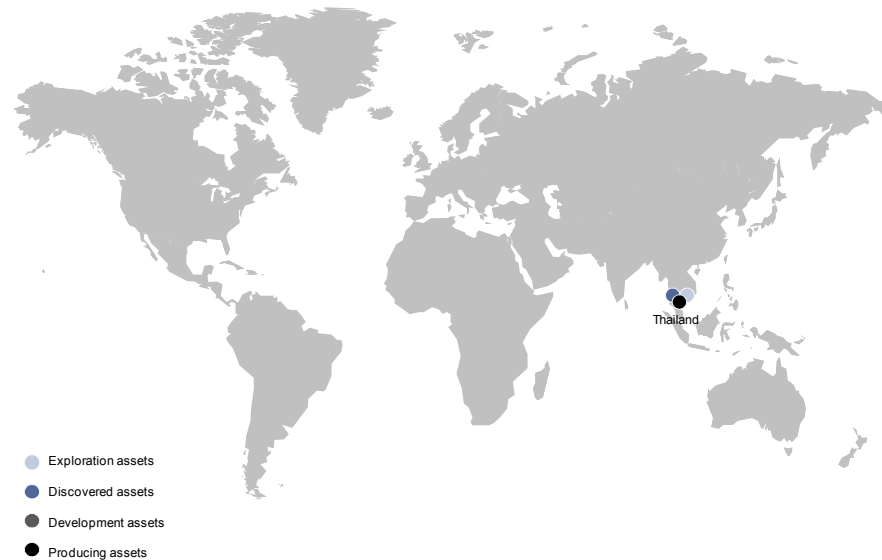 Thailand
Exploration assets
Discovered assets
Development assets
Producing assets